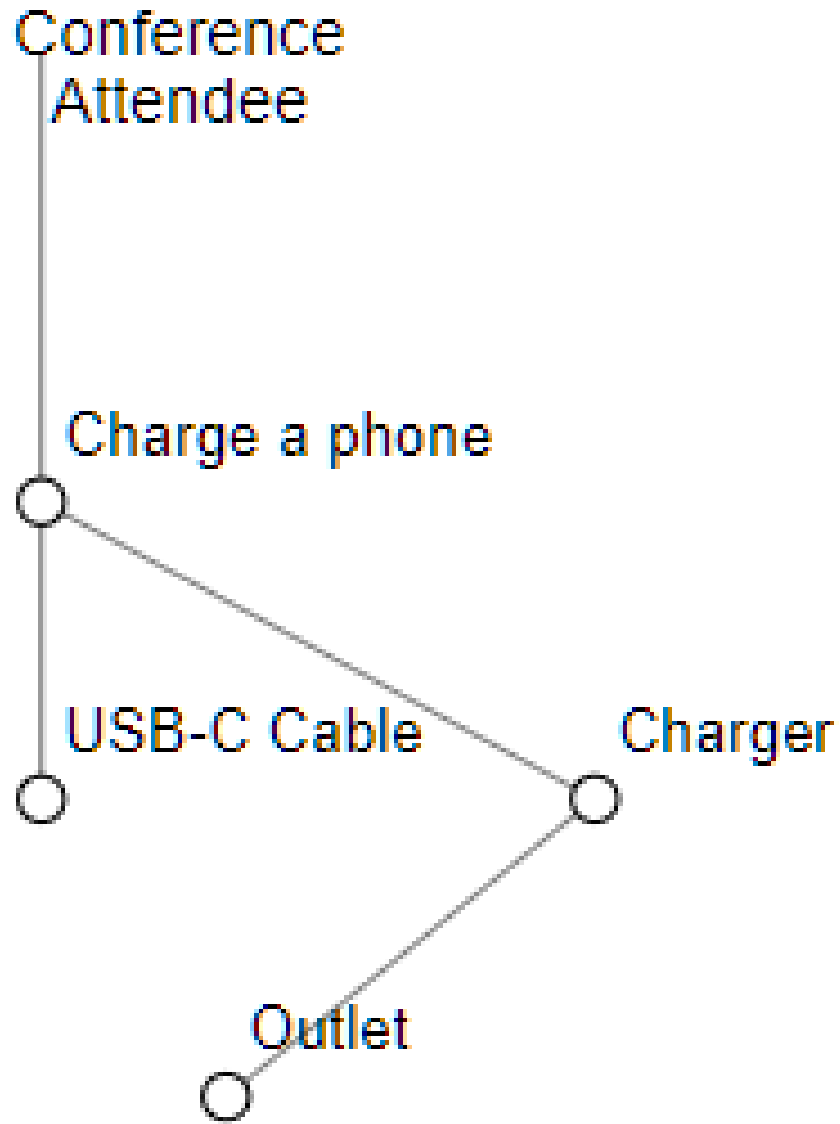 Conference
Attendee
Charge a phone
USB-C Cable
Charger
Outlet